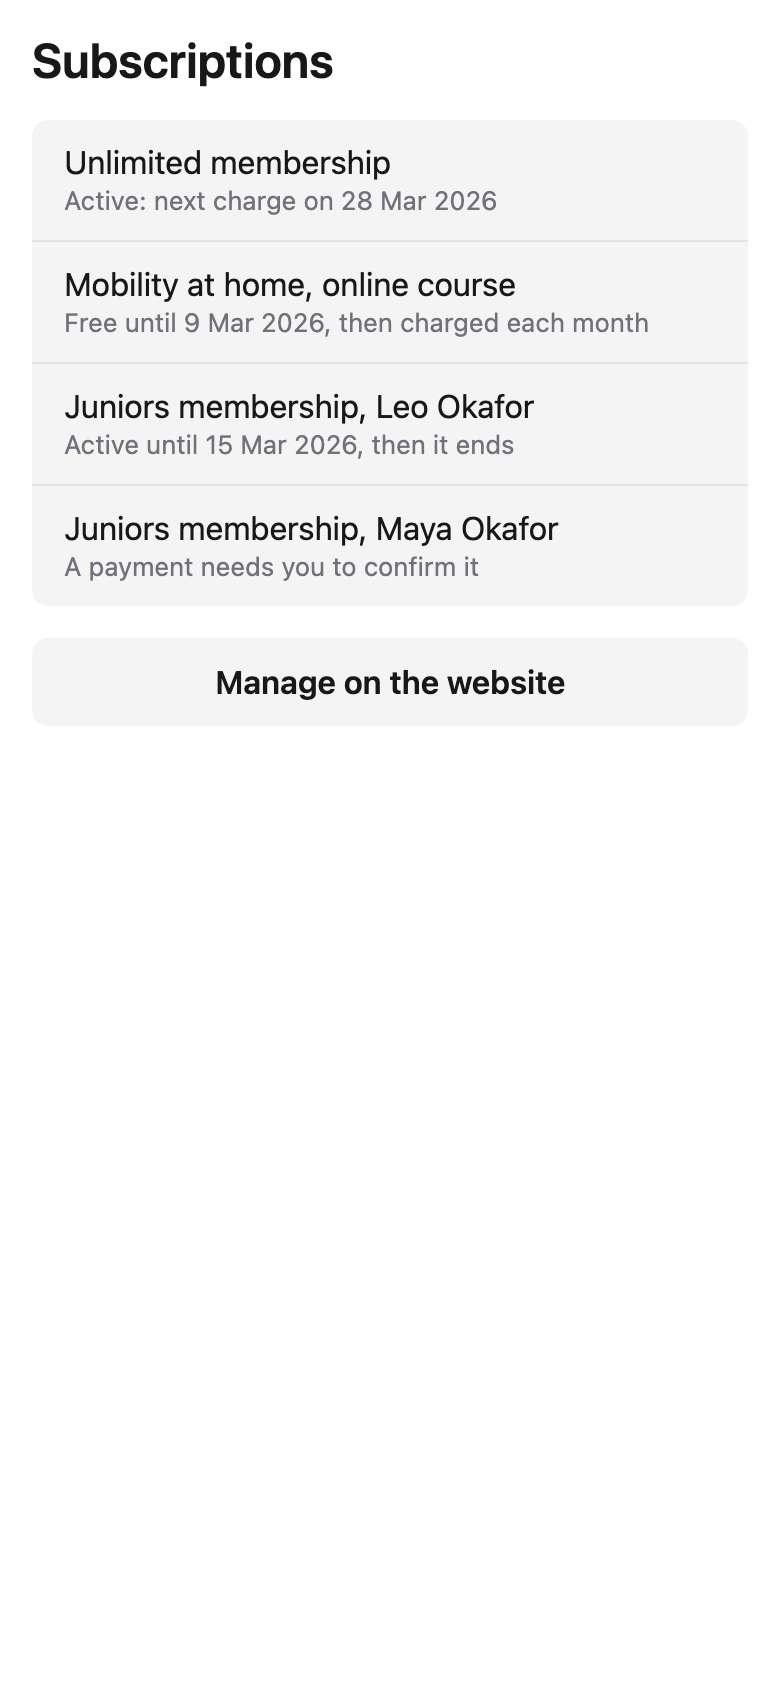 Subscriptions
Unlimited membership
Active: next charge on 28 Mar 2026
Mobility at home, online course
Free until 9 Mar 2026, then charged each month
Juniors membership, Leo Okafor
Active until 15 Mar 2026, then it ends
Juniors membership, Maya Okafor
A payment needs you to confirm it
Manage on the website